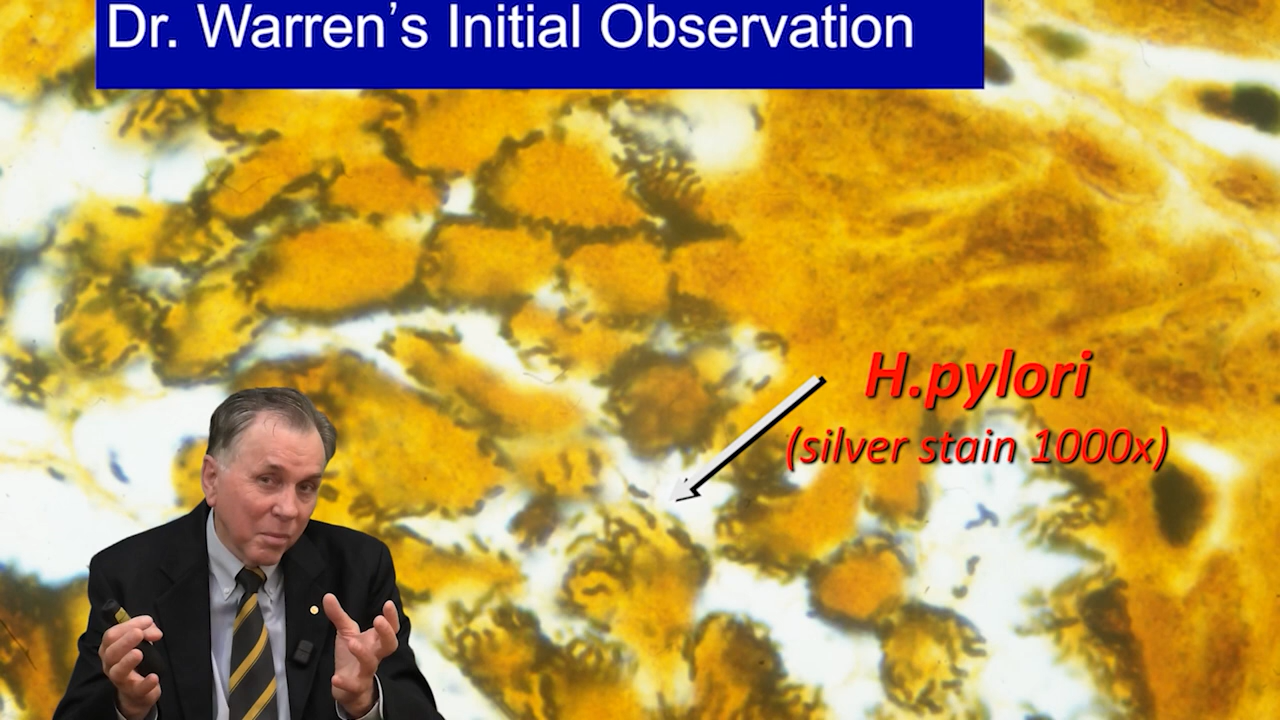 Dr. Warren’s Initial Observation
H.pylori
(silver stain 1000x)